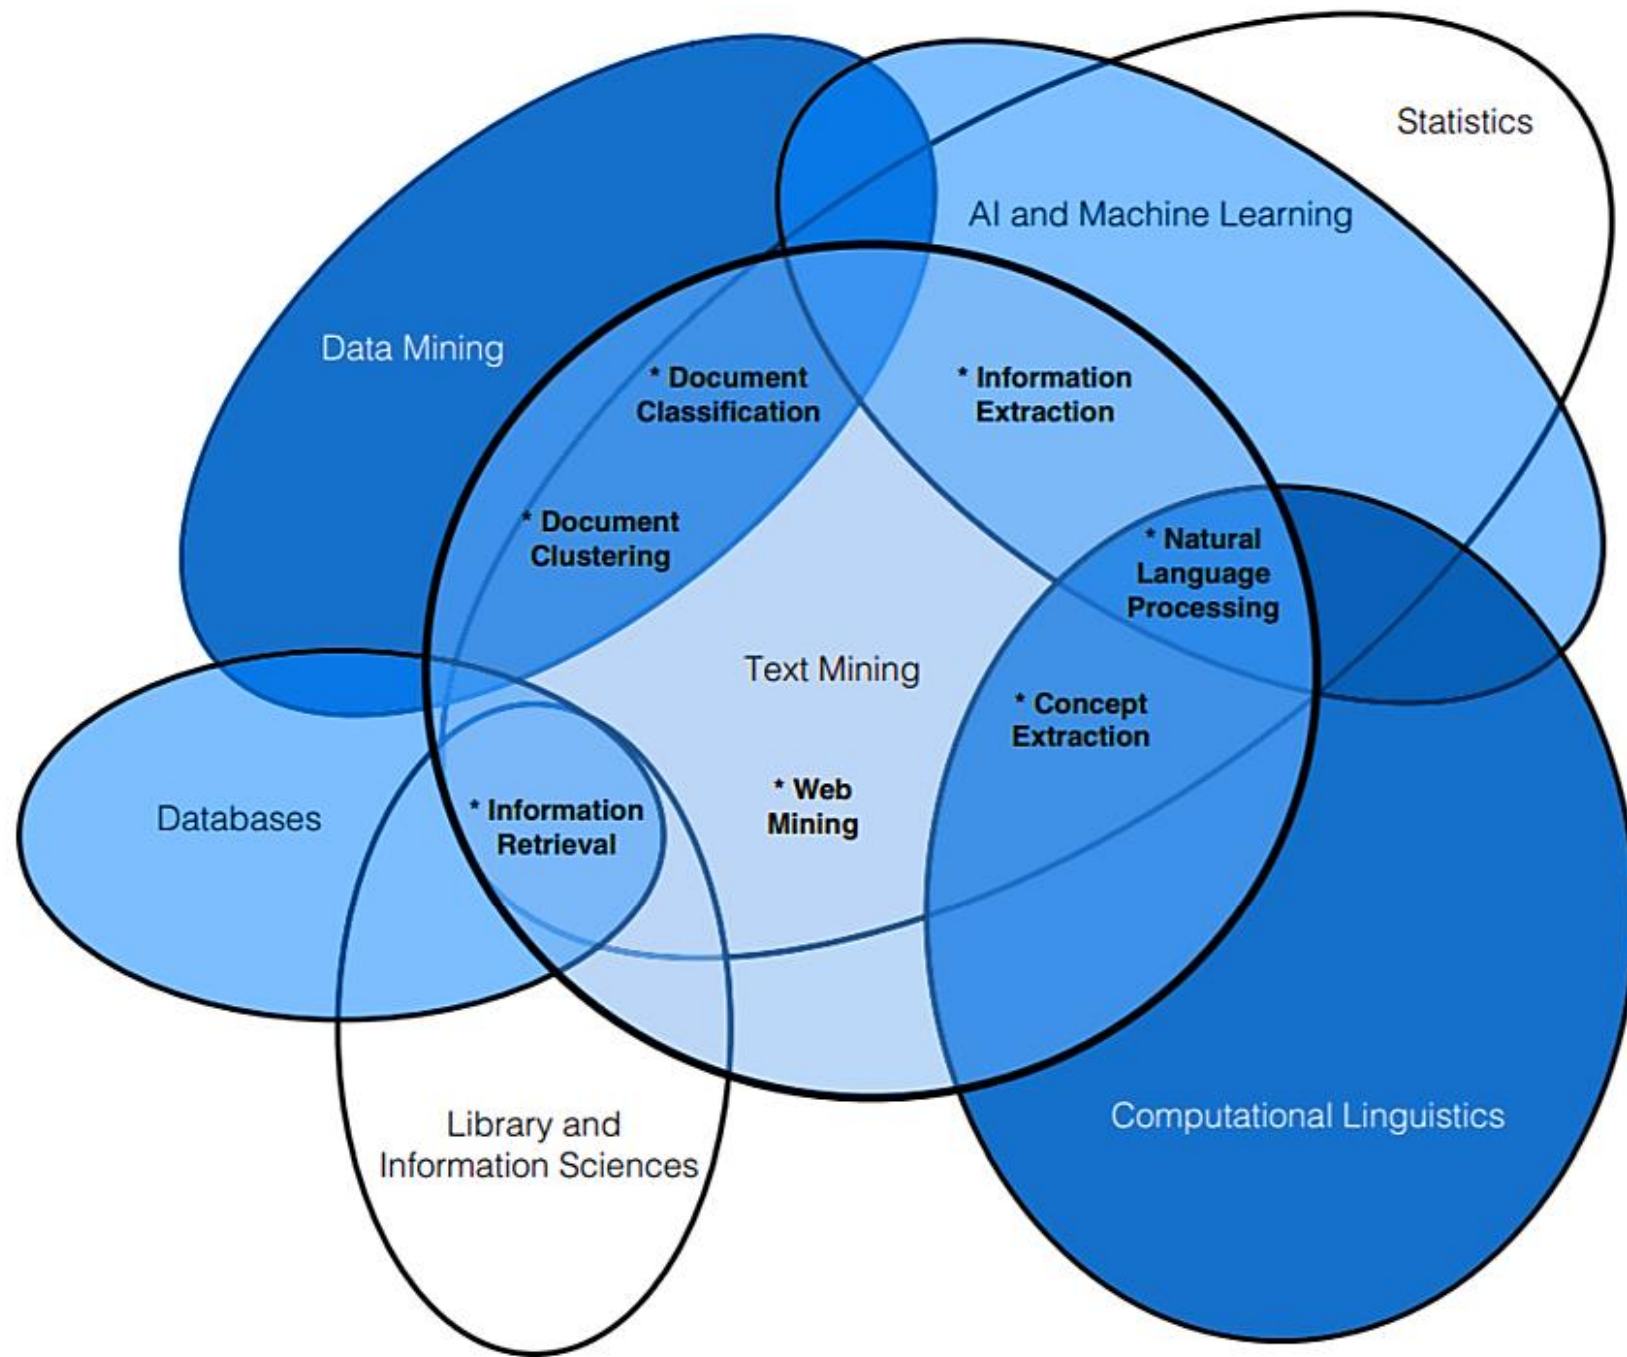 Statistics
AI and Machine Learning
Data Mining
* Document
Classification
* Information
Extraction
* Document
Clustering
* Natural
Language
Processing
Text Mining
* Concept
Extraction
* Web
Mining
Databases
* Information
Retrieval
Library and
Information Sciences
Computational Linguistics